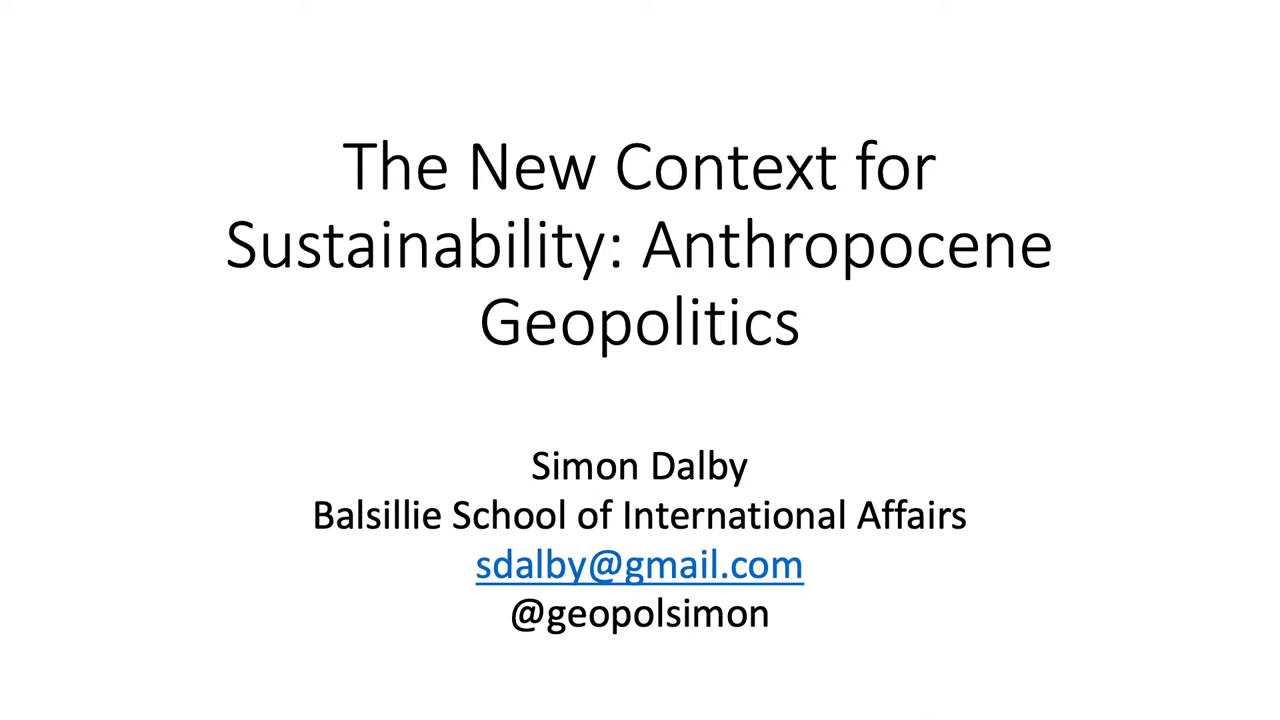 The New Context for
Sustainability: Anthropocene
Geopolitics
Simon Dalby
Balsillie School of International Affairs
sdalby@gmail.com
@geopolsimon